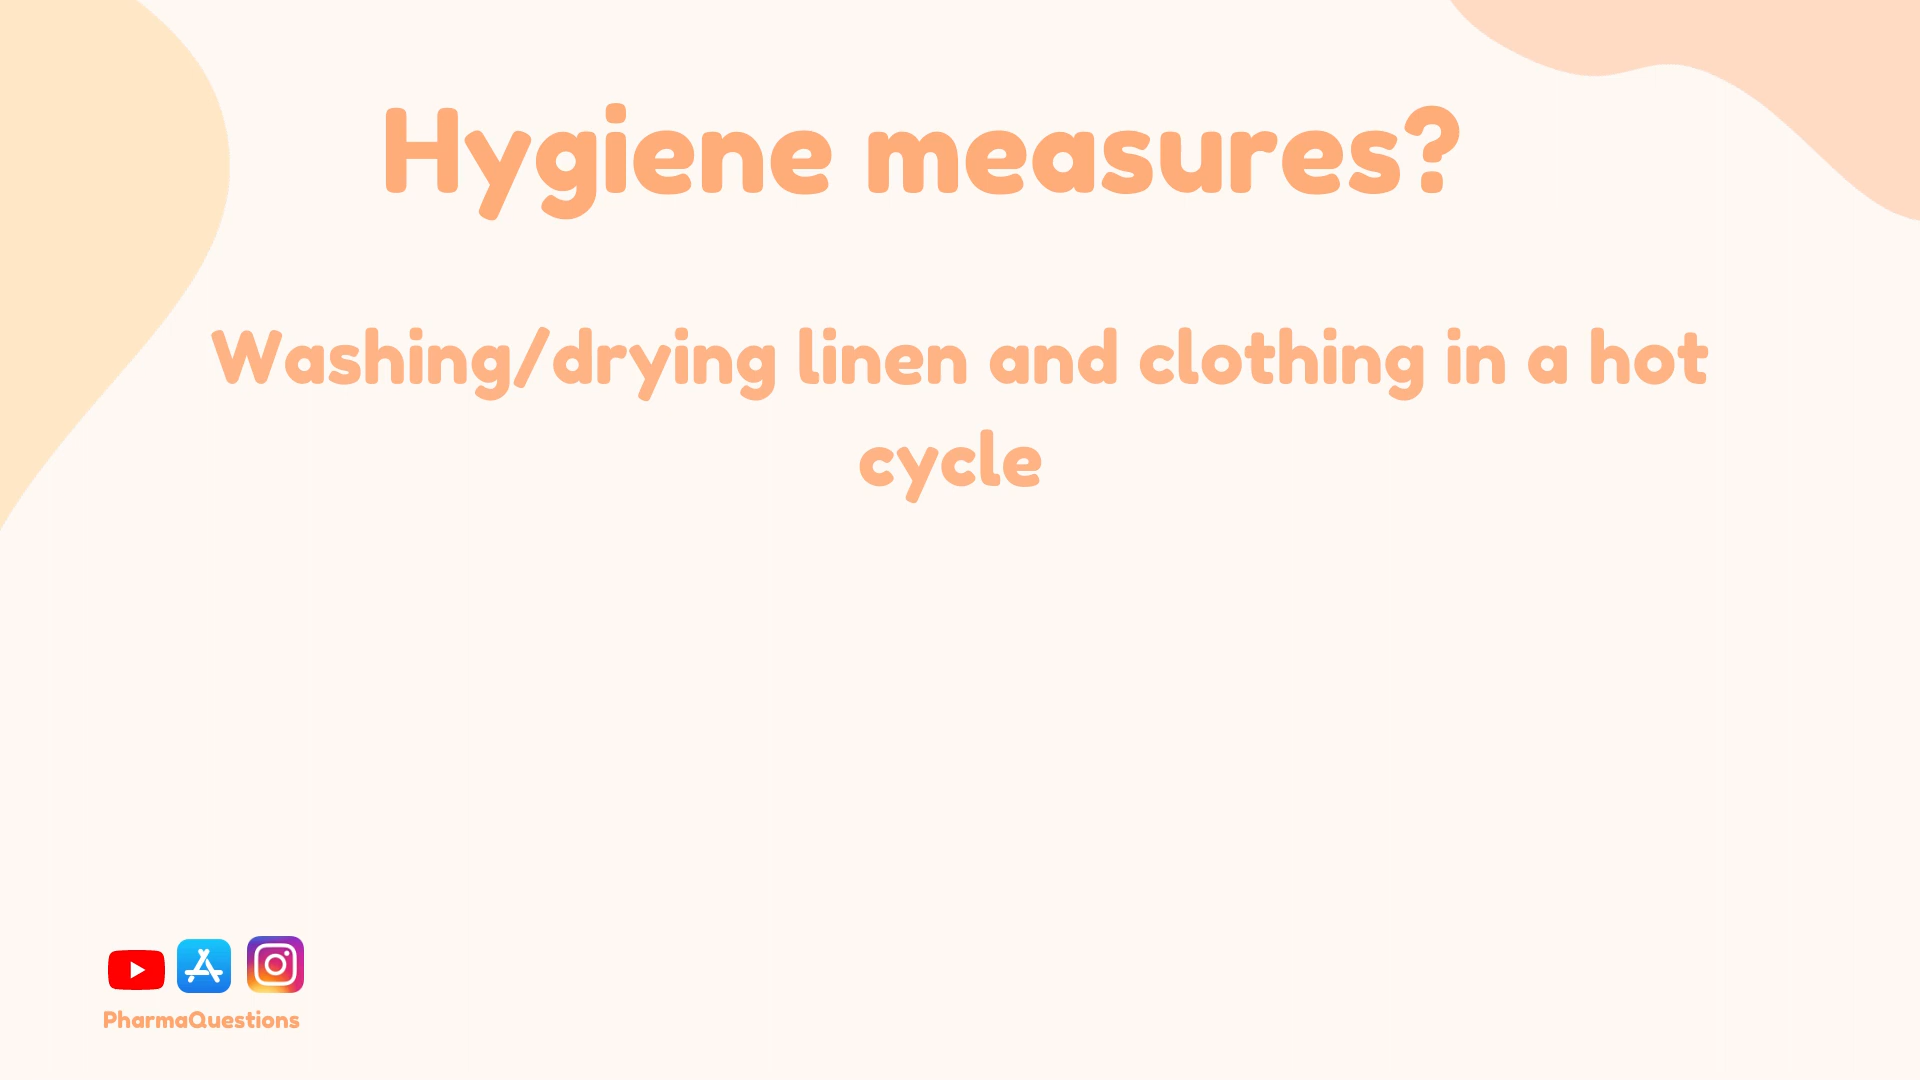 Hygiene measures?
Washing/drying linen and clothing in a hot
cycle
PharmaQuestions